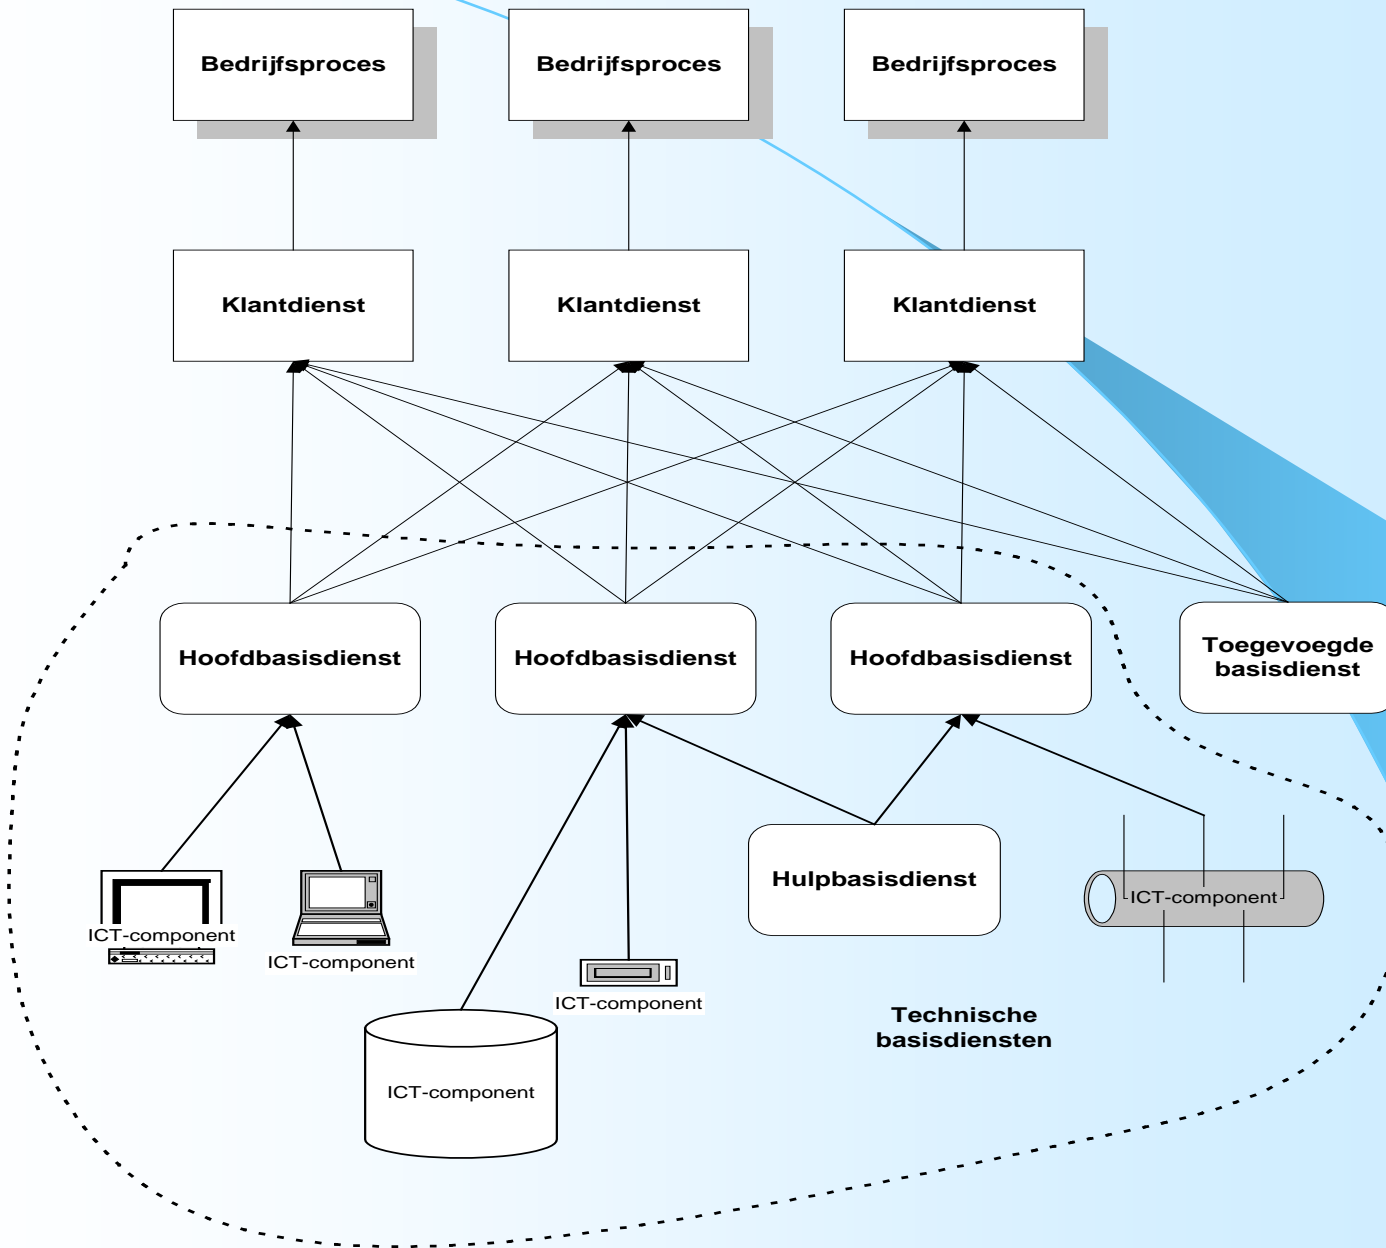 Bedrijfsproces
Bedrijfsproces
Bedrijfsproces
Klantdienst
Klantdienst
Klantdienst
Hoofdbasisdienst
Hoofdbasisdienst
Hoofdbasisdienst
Toegevoegde
basisdienst
Hulpbasisdienst
ICT-component
ICT-component
ICT-component
ICT-component
Technische
basisdiensten
ICT-component